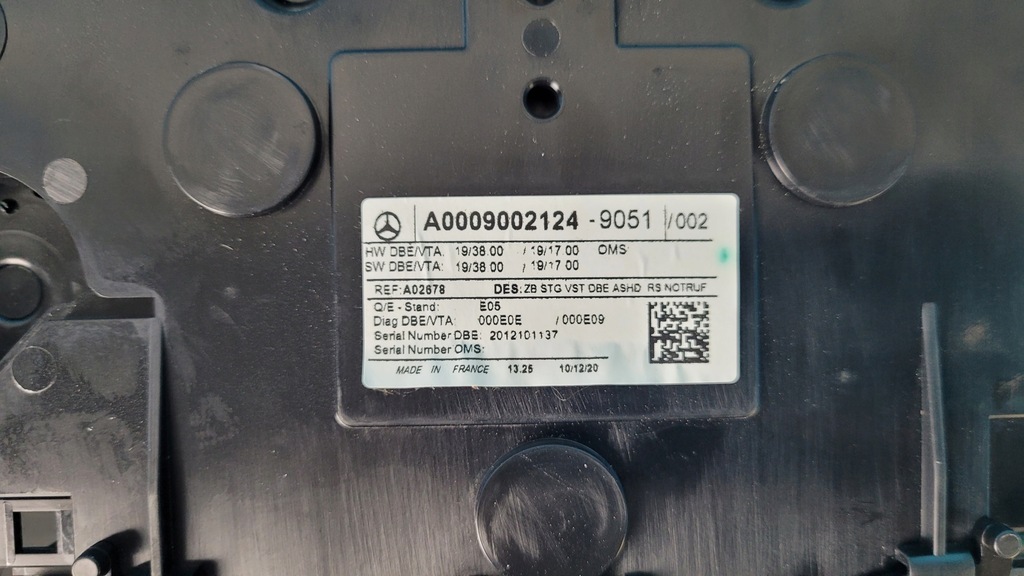 A0009002124 -9051 /002
HW DBE/VTA: 19/38.00 / 19/17.00 OMS
SW DBE/VTA: 19/38.00 / 19/17.00
REF:A02678 DES: ZB STG VST DBE ASHD RS NOTRUF
Q/E - Stand: E05
Diag DBE/VTA: 000E0E /000E09
Serial Number DBE: 2012101137
Serial Number OMS:
MADE IN FRANCE 13.25 10/12/20